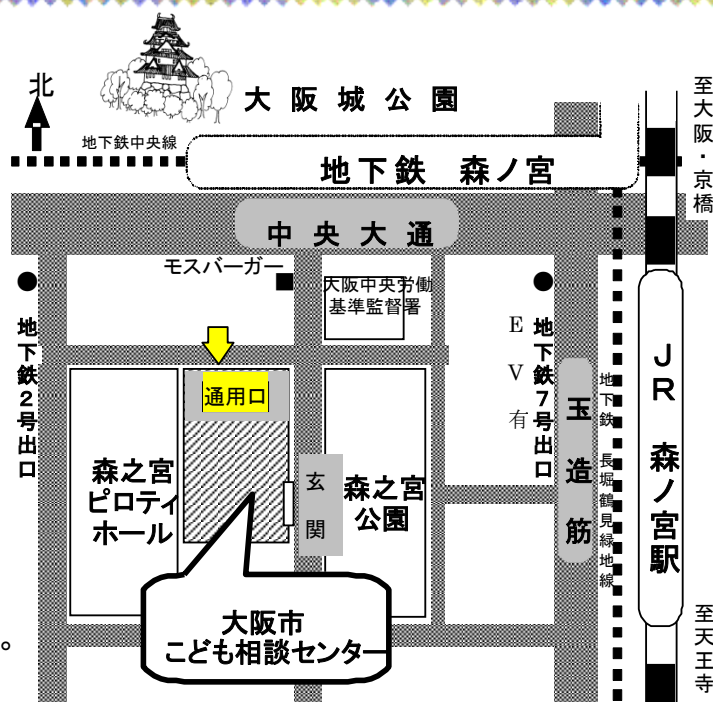 北
大阪城公園
至大阪・京橋
地下鉄中央線
地下鉄 森ノ宮
中央大通
モスバーガー
大阪中央労働
基準監督署
地下鉄2号出口
EV有
地下鉄7号出口
通用口
玉造筋
地下鉄 長堀鶴見緑地線
JR 森ノ宮駅
森之宮
ピロティ
ホール
玄関
森之宮
公園
大阪市
こども相談センター
至天王寺
。